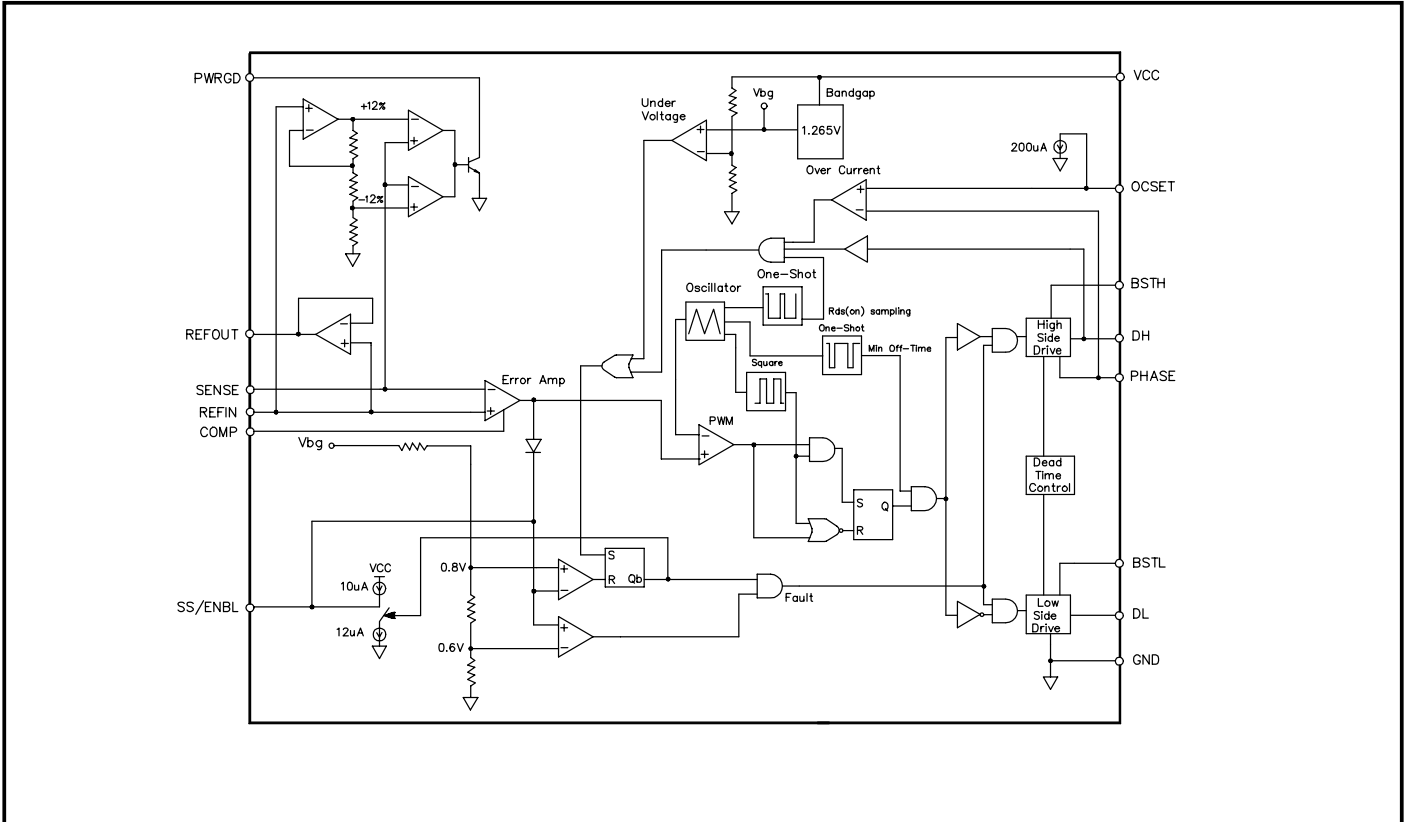 PWRGD
+12%
-12%
Under
Voltage
Vbg
Bandgap
1.265V
VCC
200uA
Over Current
OCSET
+
-
One-Shot
Oscillator
Rds(on) sampling
One-Shot
Min Off-Time
Square
BSTH
High
Side
Drive
DH
PHASE
REFOUT
SENSE
REFIN
COMP
Error Amp
Vbg
PWM
S
Q
R
Dead
Time
Control
VCC
10uA
12uA
SS/ENBL
0.8V
0.6V
S
R Qb
Fault
BSTL
Low
Side
Drive
DL
GND